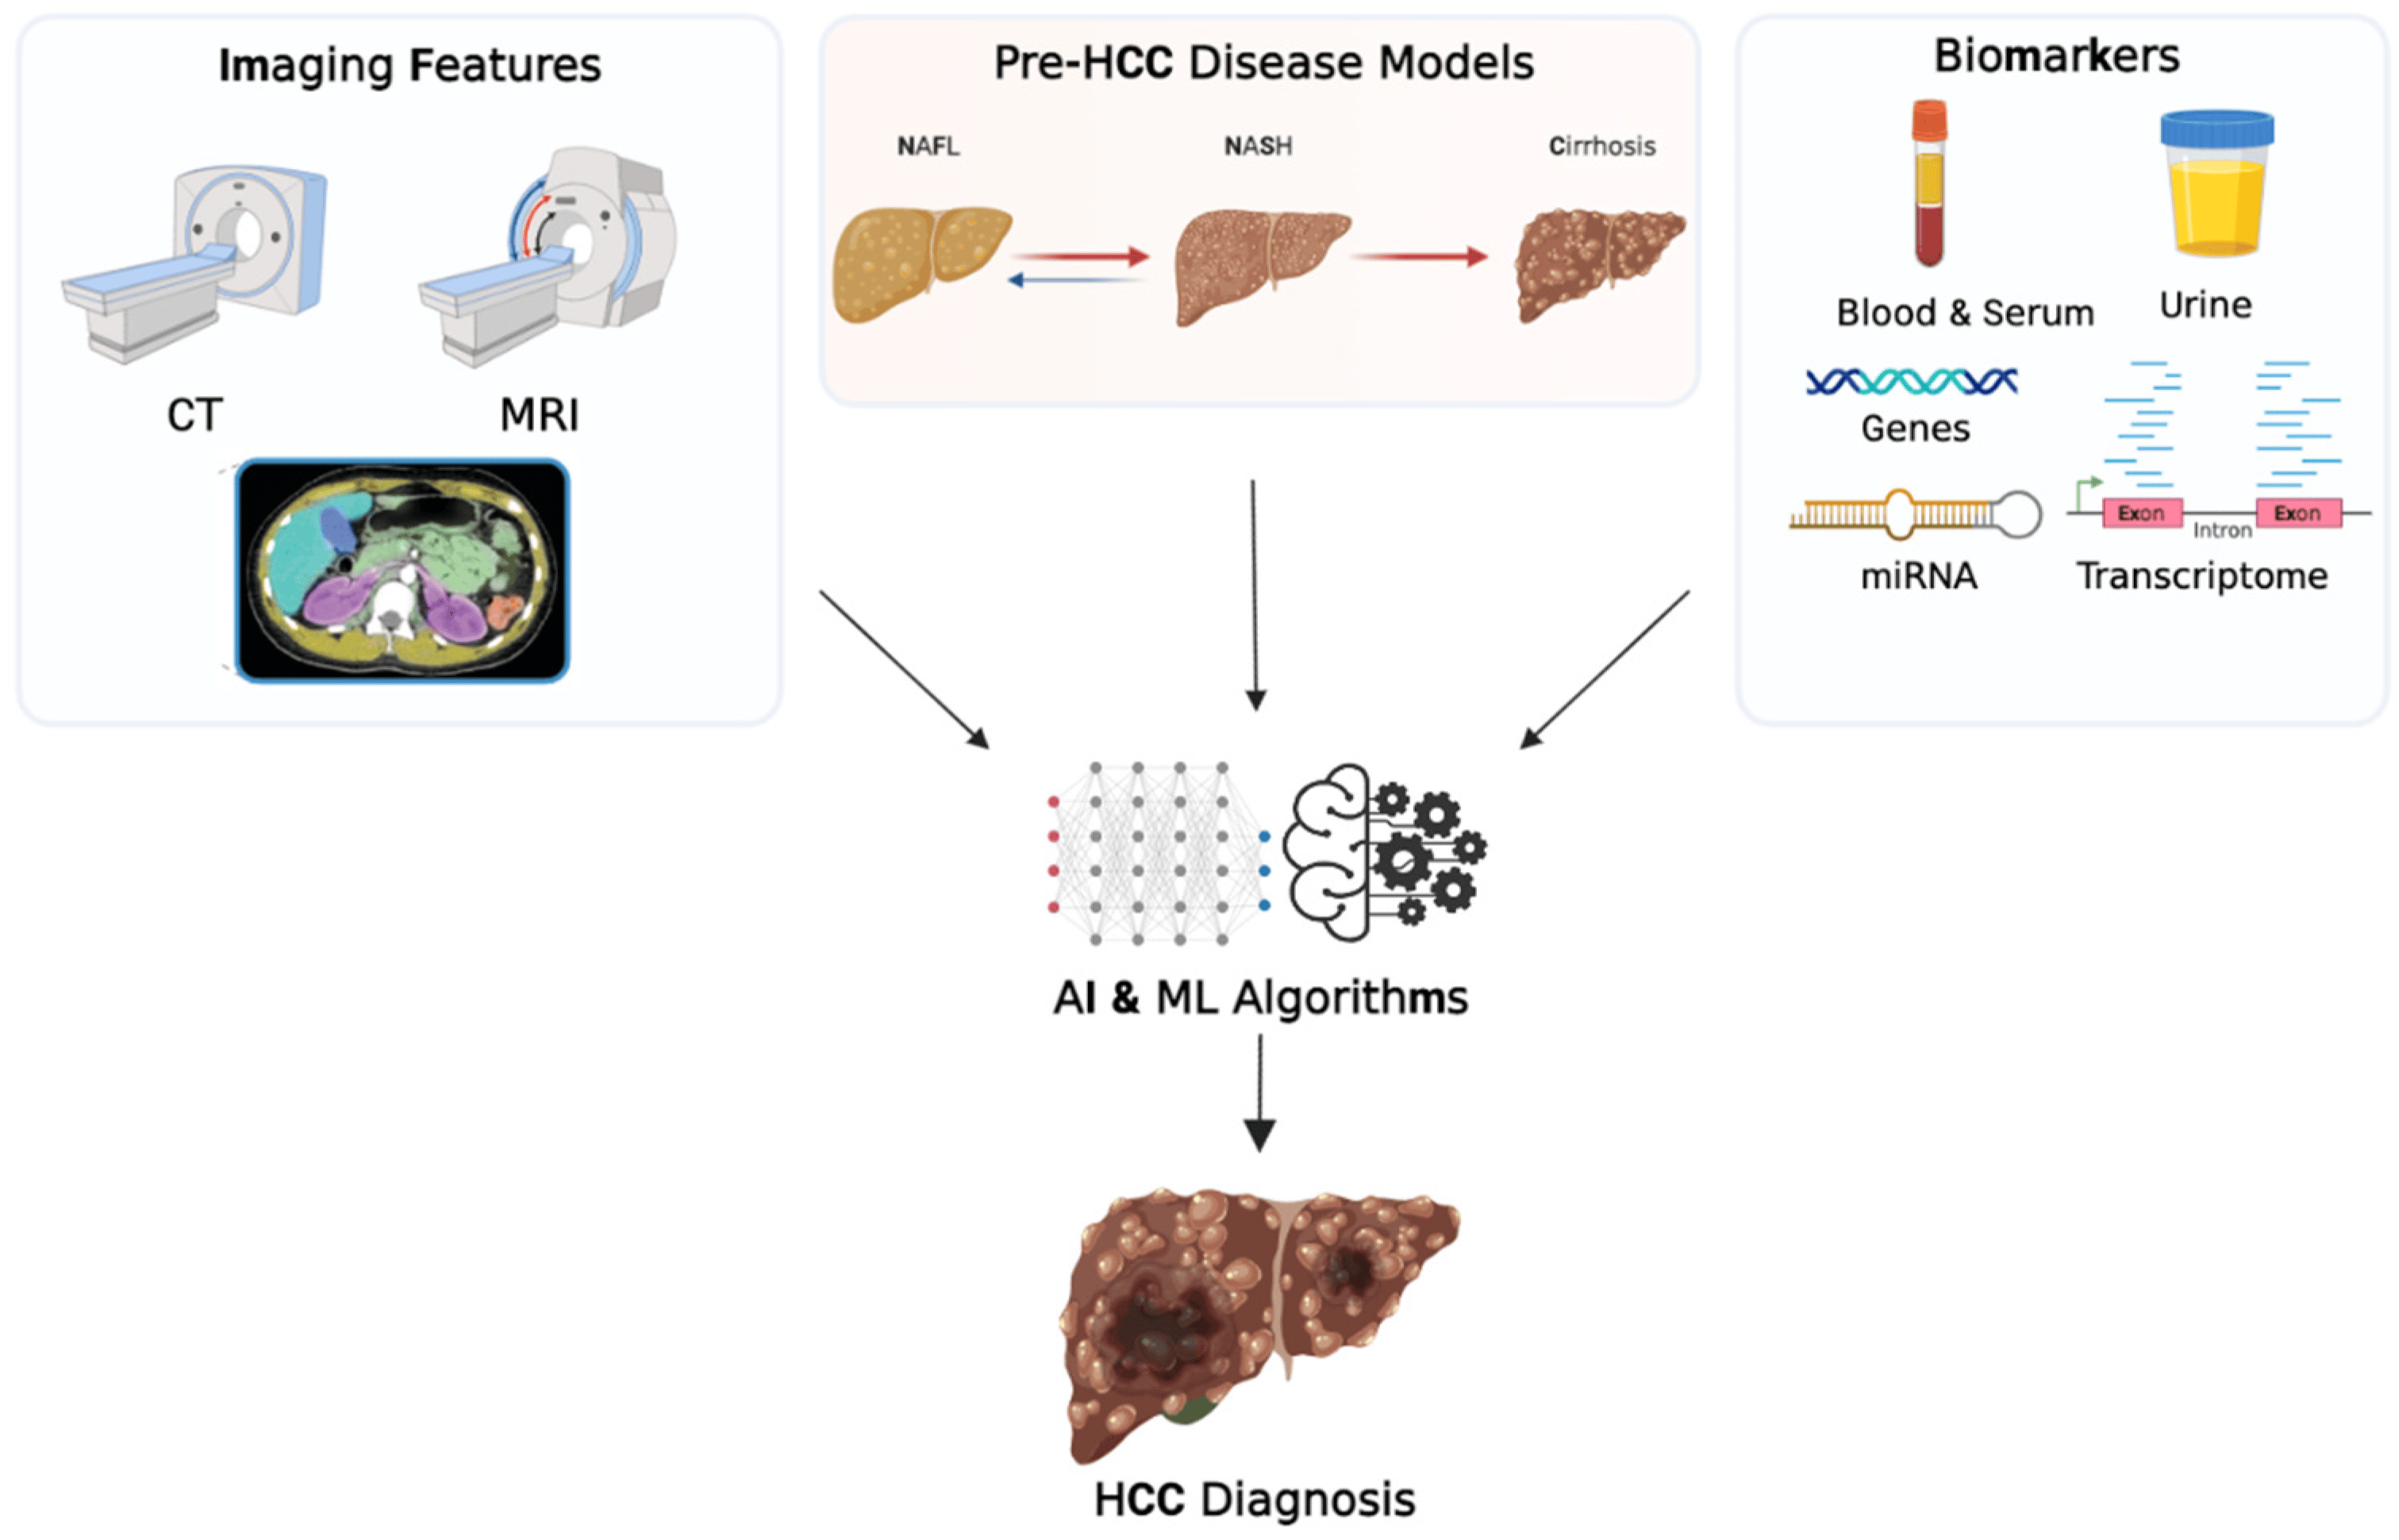 Imaging Features
CT
MRI
Pre-HCC Disease Models
NAFL
NASH
Cirrhosis
Biomarkers
Blood & Serum
Urine
Genes
miRNA
Exon
Intron
Exon
Transcriptome
AI & ML Algorithms
HCC Diagnosis